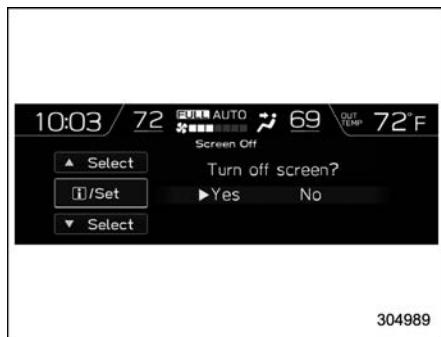 10:03 72 FULL AUTO 69 OUT TEMP 72°F
Screen Off
▲ Select
Turn off screen?
i/Set
▶Yes No
▼ Select
304989